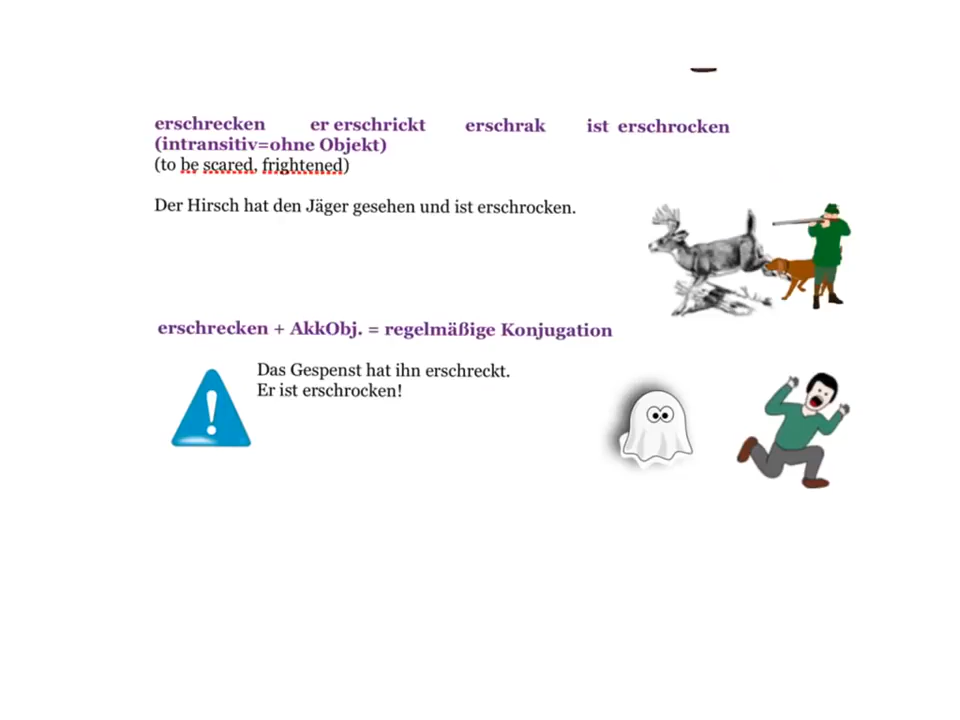 erschrecken er erschrickt erschrak ist erschrocken
(intransitiv=ohne Objekt)
(to be scared, frightened)
Der Hirsch hat den Jäger gesehen und ist erschrocken.
erschrecken + AkkObj. = regelmäßige Konjugation
Das Gespenst hat ihn erschreckt.
Er ist erschrocken!